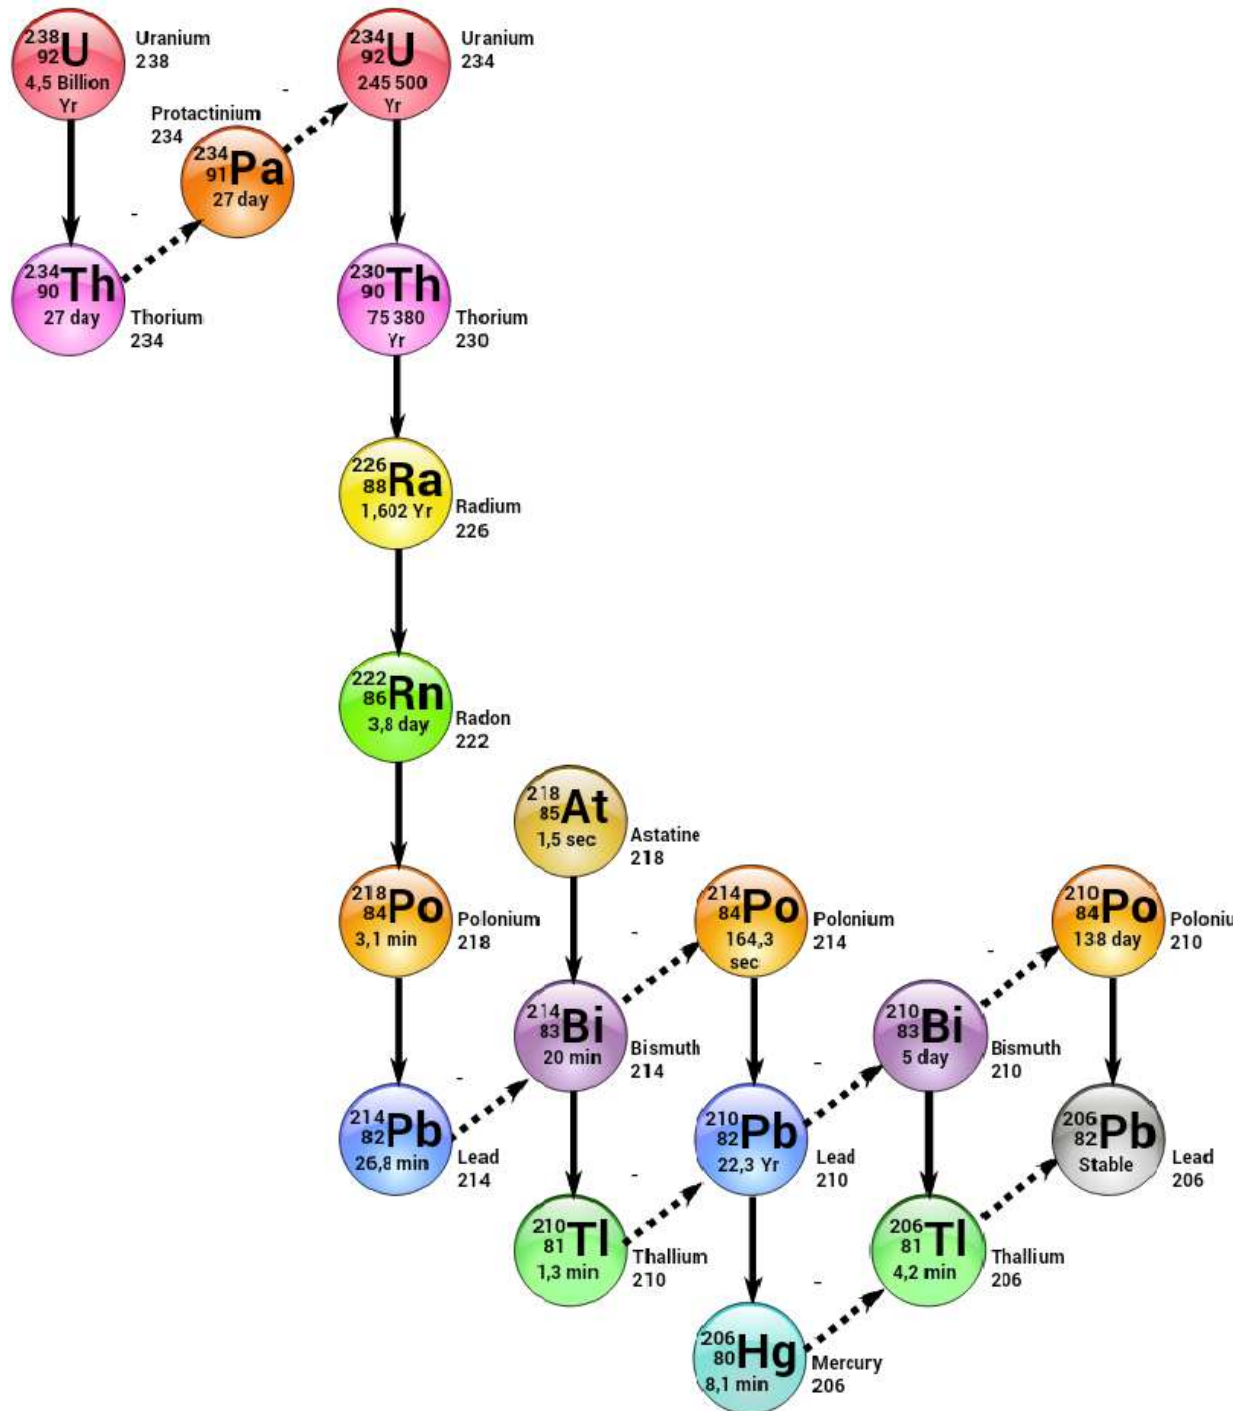 238
92 U
4,5 Billion
Yr
Uranium
238
234
92 U
245 500
Yr
Uranium
234
-
Protactinium
234
234
91 Pa
27 day
-
234
90 Th
27 day
Thorium
234
230
90 Th
75 380
Yr
Thorium
230
226
88 Ra
1,602 Yr
Radium
226
222
86 Rn
3,8 day
Radon
222
218
85 At
1,5 sec
Astatine
218
218
84 Po
3,1 min
Polonium
218
-
214
84 Po
164,3
sec
Polonium
214
-
210
84 Po
138 day
Poloniu
210
214
83 Bi
20 min
Bismuth
214
210
83 Bi
5 day
Bismuth
210
-
-
214
82 Pb
26,8 min
Lead
214
210
82 Pb
22,3 Yr
Lead
210
206
82 Pb
Stable
Lead
206
-
210
81 Tl
1,3 min
Thallium
210
206
81 Tl
4,2 min
Thallium
206
-
206
80 Hg
8,1 min
Mercury
206